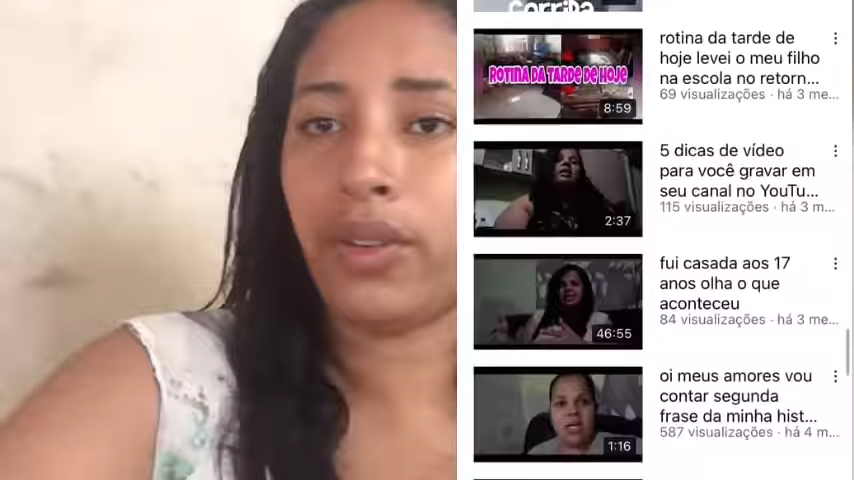 Corrida
rotina da tarde de
hoje levei o meu filho
na escola no retorn...
69 visualizações · há 3 me...
ROTINA DA TARDE DE HOJE
8:59
5 dicas de vídeo
para você gravar em
seu canal no YouTu...
115 visualizações · há 3 m...
2:37
fui casada aos 17
anos olha o que
aconteceu
84 visualizações · há 3 me...
46:55
oi meus amores vou
contar segunda
frase da minha hist...
587 visualizações · há 4 m...
1:16